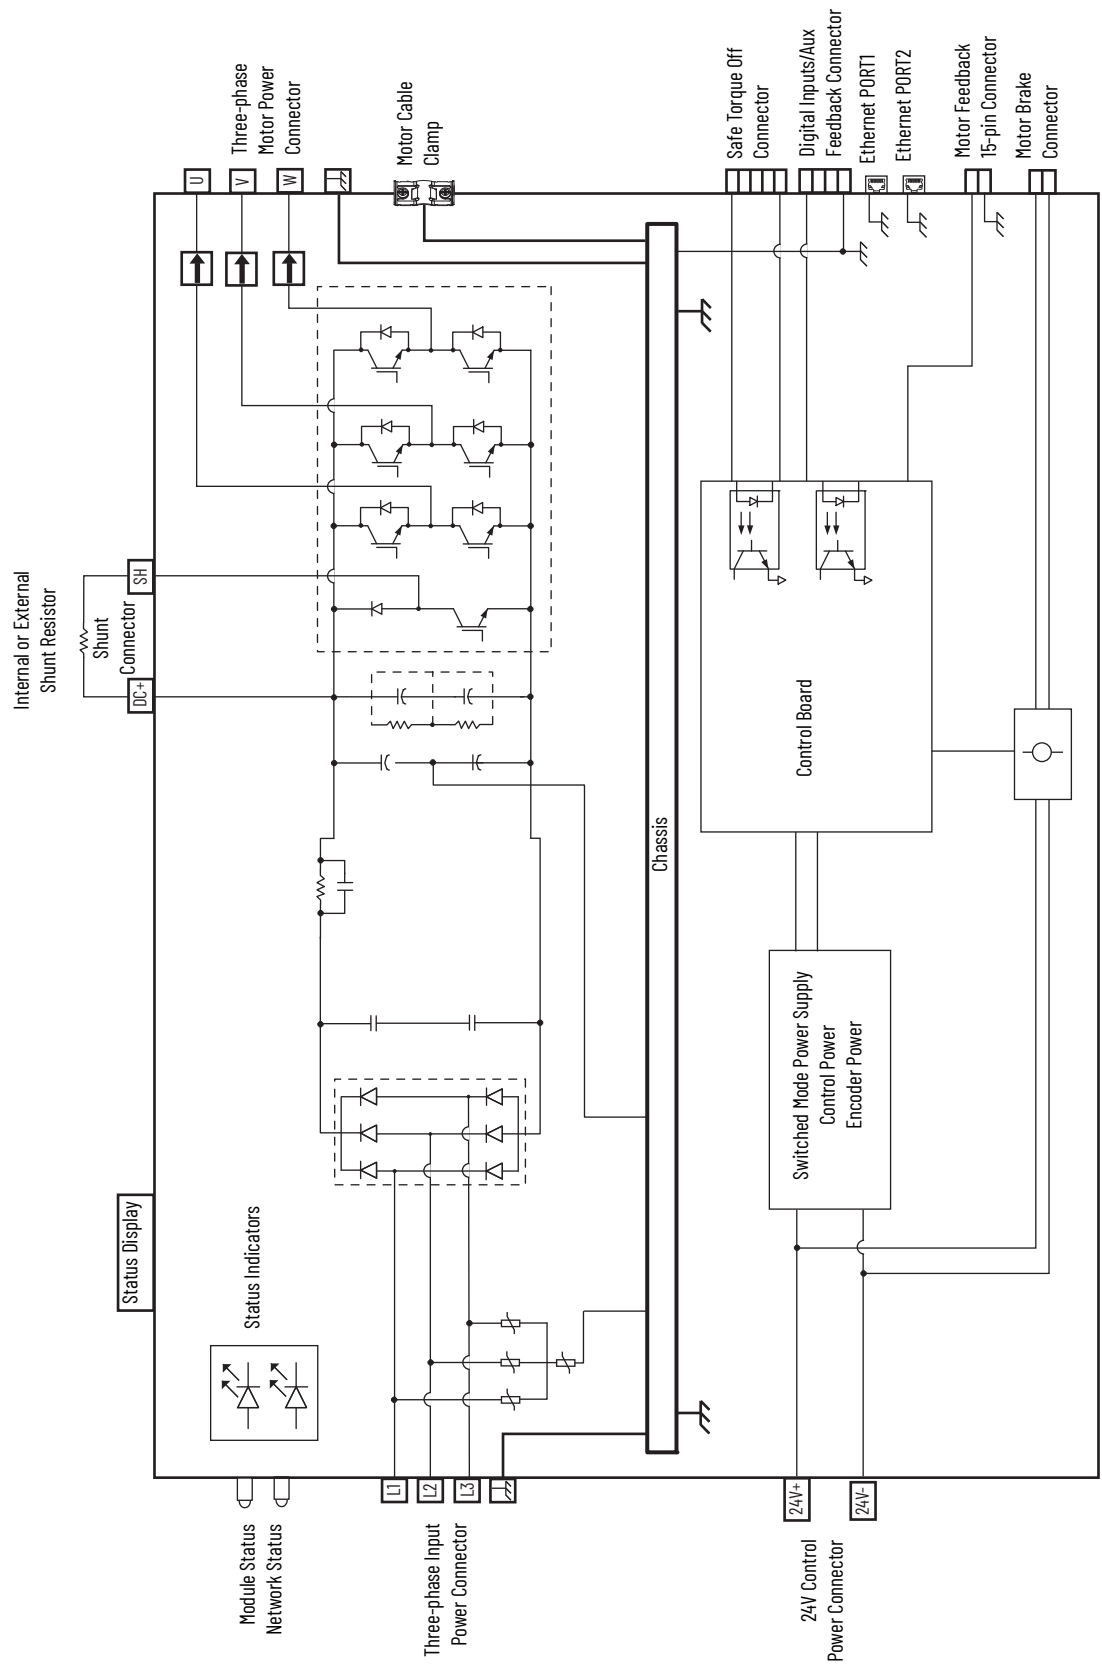 Internal or External
Shunt Resistor
Shunt
Connector
DC+
SH
Status Display
Status Indicators
Module Status
Network Status
Three-phase Input
Power Connector
L1
L2
L3
24V Control
Power Connector
24V+
24V-
Switched Mode Power Supply
Control Power
Encoder Power
Control Board
Chassis
U
V
W
Three-phase
Motor Power
Connector
Motor Cable
Clamp
Safe Torque Off
Connector
Digital Inputs/Aux
Feedback Connector
Ethernet PORT1
Ethernet PORT2
Motor Feedback
15-pin Connector
Motor Brake
Connector